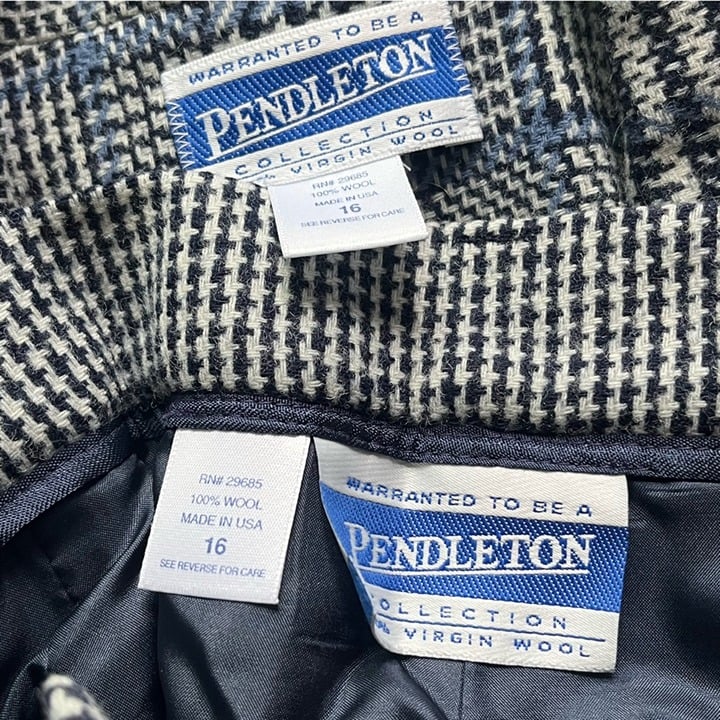 WARRANTED TO BE A
PENDLETON
COLLECTION
% VIRGIN WOOL
RN# 29685
100% WOOL
MADE IN USA
16
SEE REVERSE FOR CARE
RN# 29685
100% WOOL
MADE IN USA
16
SEE REVERSE FOR CARE
WARRANTED TO BE A
PENDLETON
OLLECTION
% VIRGIN WOOL